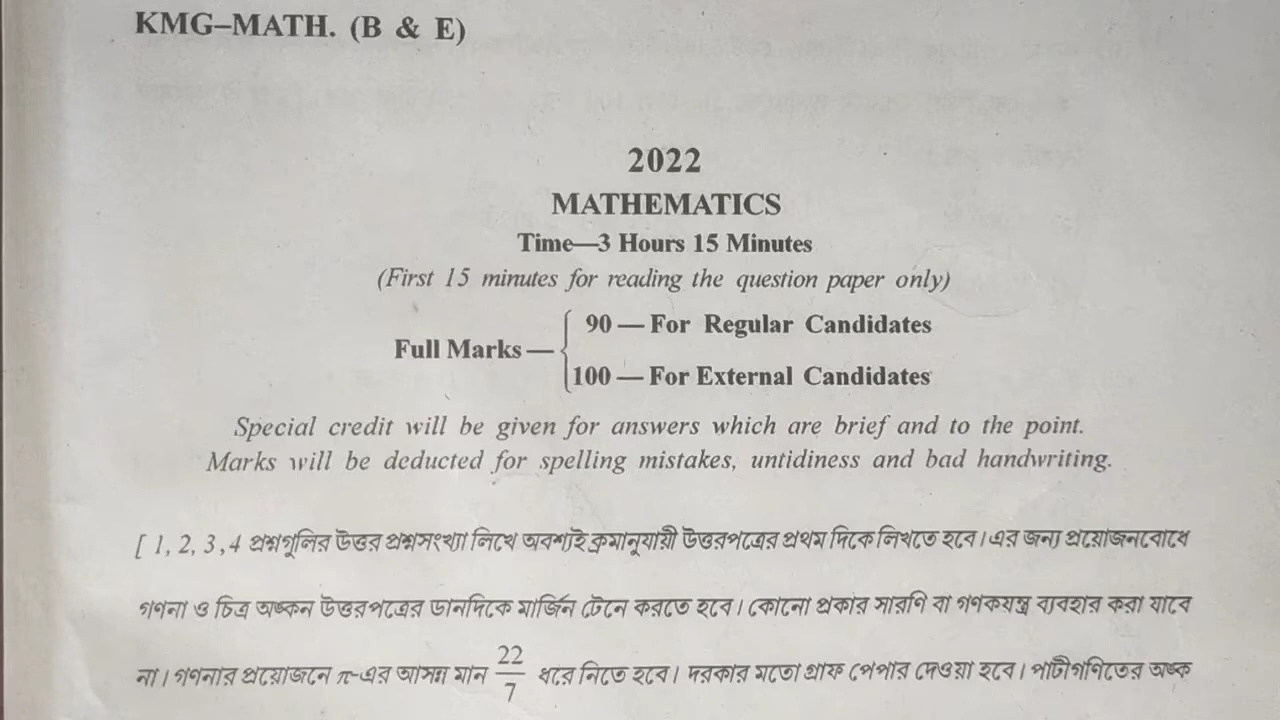 KMG–MATH. (B & E)
2022
MATHEMATICS
Time—3 Hours 15 Minutes
(First 15 minutes for reading the question paper only)
90 — For Regular Candidates
Full Marks —
100 — For External Candidates
Special credit will be given for answers which are brief and to the point.
Marks will be deducted for spelling mistakes, untidiness and bad handwriting.
[ 1, 2, 3, 4 প্রশ্নগুলির উত্তর প্রশ্নসংখ্যা লিখে অবশ্যই ক্রমানুযায়ী উত্তরপত্রের প্রথম দিকে লিখতে হবে। এর জন্য প্রয়োজনবোধে
গণনা ও চিত্র অঙ্কন উত্তরপত্রের ডানদিকে মার্জিন টেনে করতে হবে। কোনো প্রকার সারণি বা গণকযন্ত্র ব্যবহার করা যাবে
না। গণনার প্রয়োজনে π-এর আসন্ন মান 22/7 ধরে নিতে হবে। দরকার মতো গ্রাফ পেপার দেওয়া হবে। পাটীগণিতের অঙ্ক